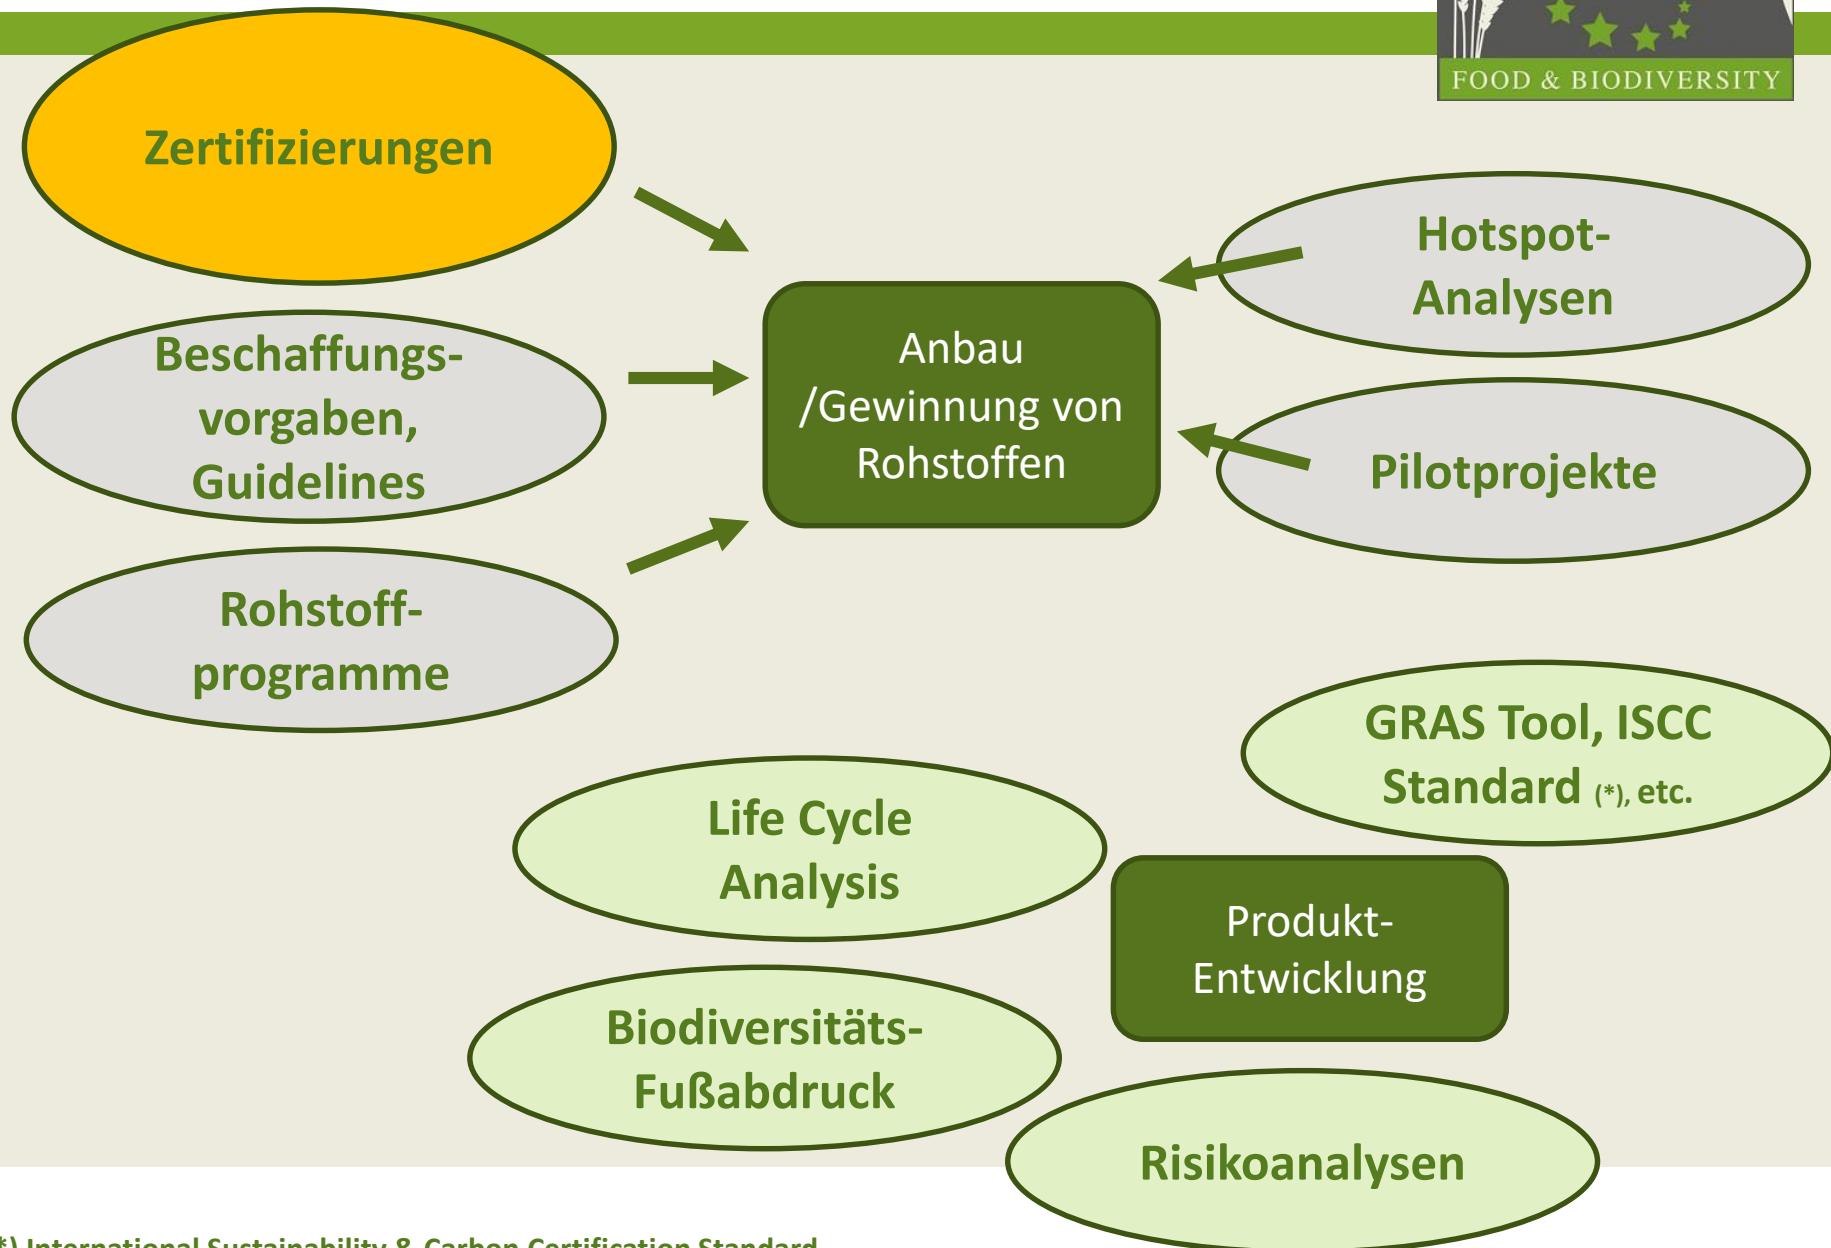 FOOD & BIODIVERSITY
Zertifizierungen
Beschaffungs-
vorgaben,
Guidelines
Rohstoff-
programme
Anbau
/Gewinnung von
Rohstoffen
Hotspot-
Analysen
Pilotprojekte
GRAS Tool, ISCC
Standard (*), etc.
Life Cycle
Analysis
Produkt-
Entwicklung
Biodiversitäts-
Fußabdruck
Risikoanalysen
*) International Sustainability & Carbon Certification Standard